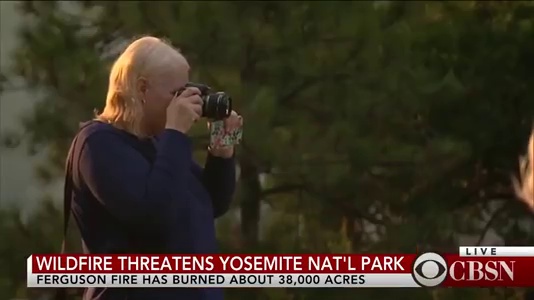 LIVE
WILDFIRE THREATENS YOSEMITE NAT'L PARK
CBSN
FERGUSON FIRE HAS BURNED ABOUT 38,000 ACRES